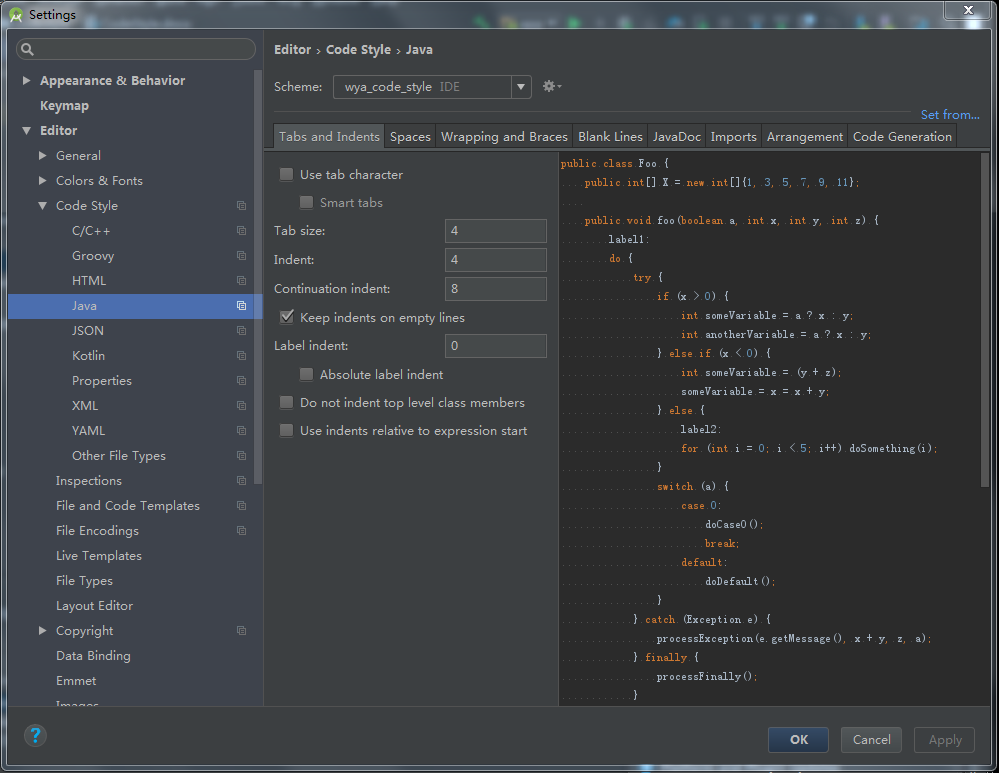 Settings
Editor › Code Style › Java
Scheme: wya_code_style IDE
Set from...
Appearance & Behavior
Keymap
Editor
General
Colors & Fonts
Code Style
C/C++
Groovy
HTML
Java
JSON
Kotlin
Properties
XML
YAML
Other File Types
Inspections
File and Code Templates
File Encodings
Live Templates
File Types
Layout Editor
Copyright
Data Binding
Emmet
Images
Tabs and Indents Spaces Wrapping and Braces Blank Lines JavaDoc Imports Arrangement Code Generation
Use tab character
Smart tabs
Tab size: 4
Indent: 4
Continuation indent: 8
Keep indents on empty lines
Label indent: 0
Absolute label indent
Do not indent top level class members
Use indents relative to expression start
public class Foo {
public int[] X = new int[]{1, 3, 5, 7, 9, 11};
public void foo(boolean a, int x, int y, int z) {
label1:
do {
try {
if (x > 0) {
int someVariable = a ? x : y;
int anotherVariable = a ? x : y;
} else if (x < 0) {
int someVariable = (y + z);
someVariable = x = x + y;
} else {
label2:
for (int i = 0; i < 5; i++) doSomething(i);
}
switch (a) {
case 0:
doCase0();
break;
default:
doDefault();
}
} catch (Exception e) {
processException(e.getMessage(), x + y, z, a);
} finally {
processFinally();
}
?
OK Cancel Apply